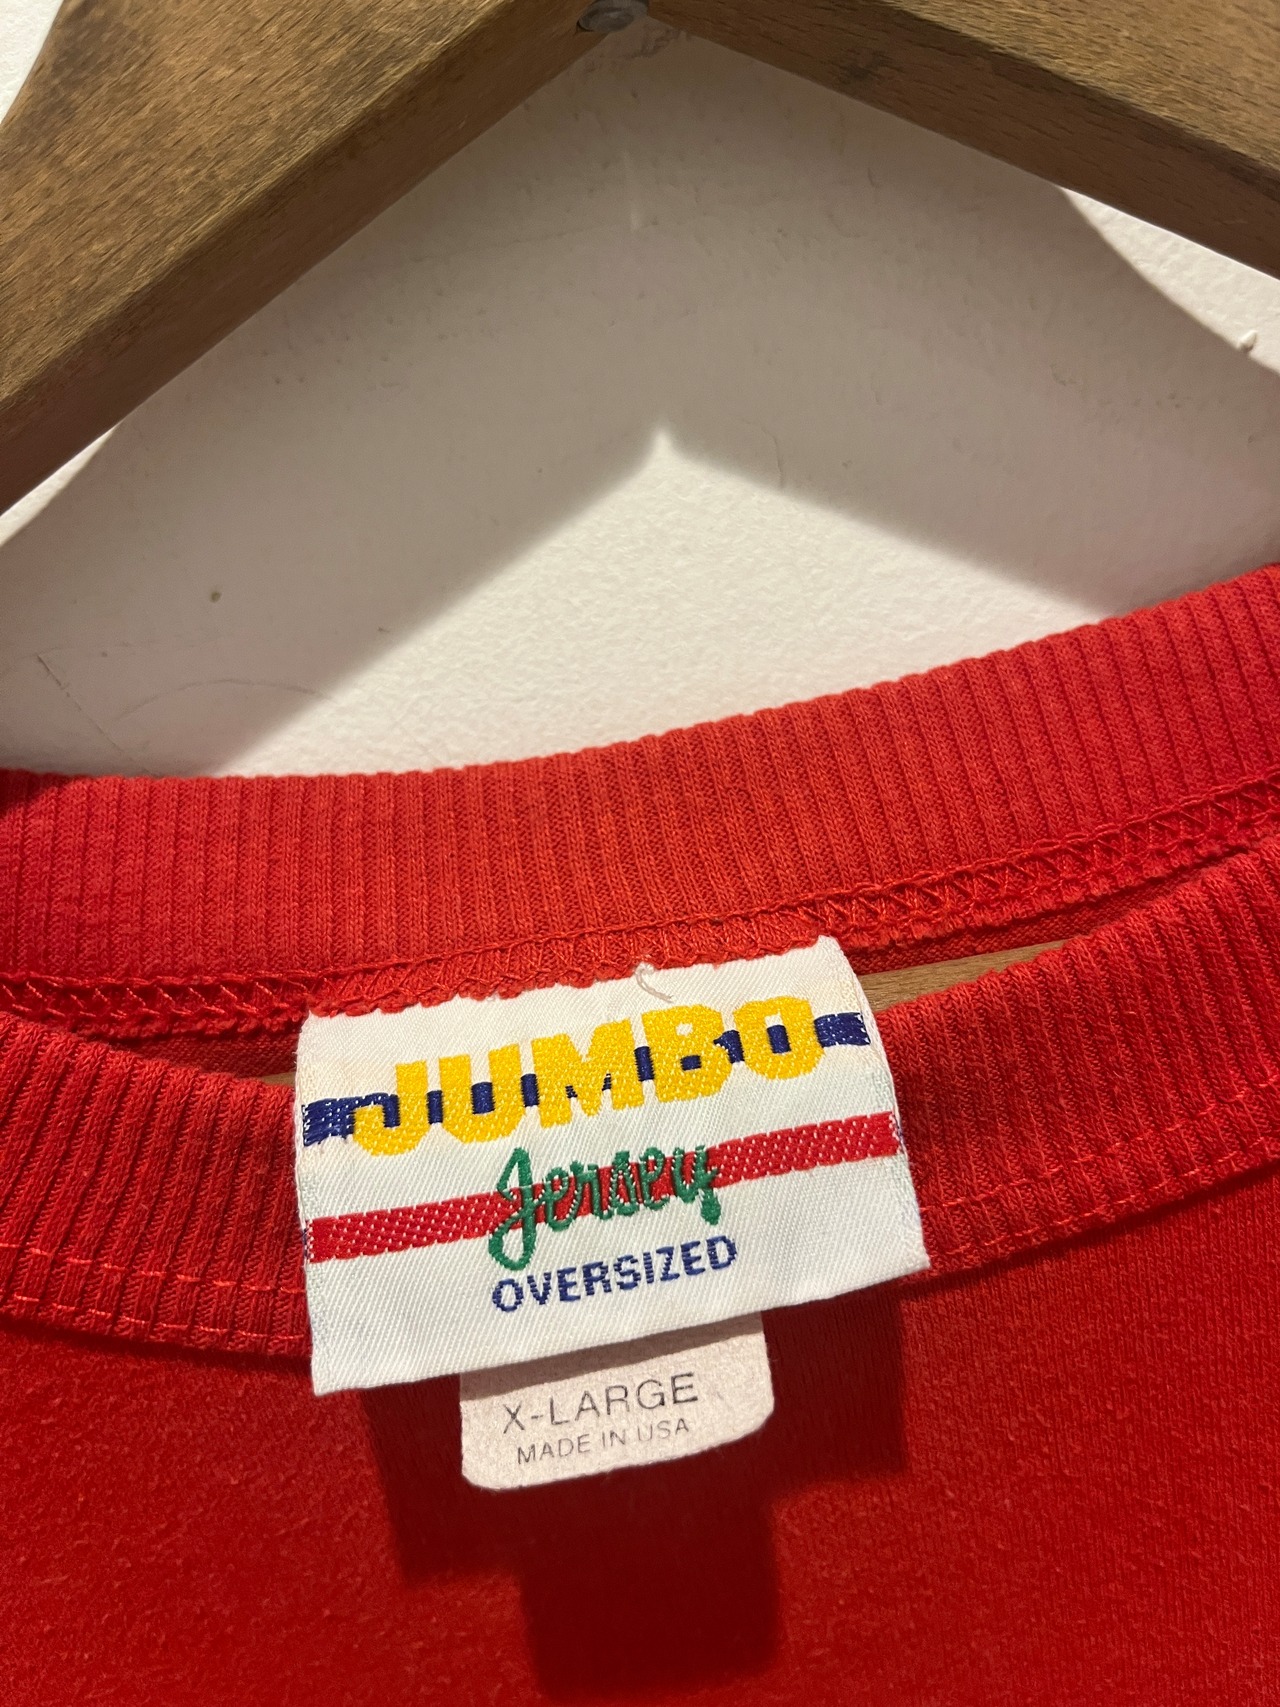 JUMBO
Jersey
OVERSIZED
X-LARGE
MADE IN USA